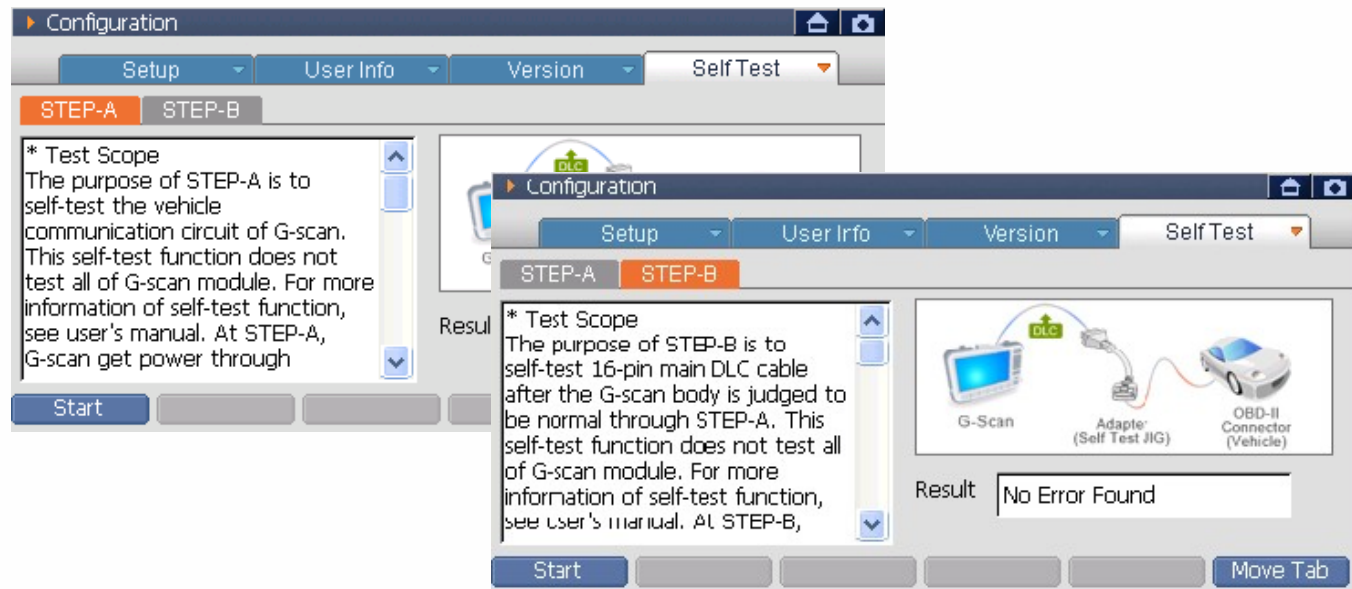 Configuration
Setup
User Info
Version
Self Test
STEP-A
STEP-B
* Test Scope
The purpose of STEP-A is to
self-test the vehicle
communication circuit of G-scan.
This self-test function does not
test all of G-scan module. For more
information of self-test function,
see user's manual. At STEP-A,
G-scan get power through
DLC
G
Resul
Start
Configuration
Setup
User Info
Version
Self Test
STEP-A
STEP-B
* Test Scope
The purpose of STEP-B is to
self-test 16-pin main DLC cable
after the G-scan body is judged to
be normal through STEP-A. This
self-test function does not test all
of G-scan module. For more
information of self-test function,
see user's manual. At STEP-B,
DLC
G-Scan
Adapter
(Self Test JIG)
OBD-II
Connector
(Vehicle)
Result
No Error Found
Start
Move Tab